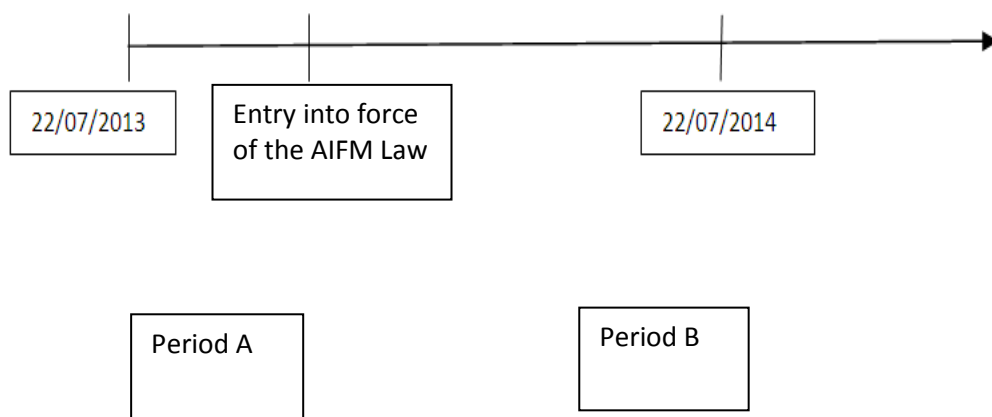 22/07/2013
Entry into force
of the AIFM Law
22/07/2014
Period A
Period B